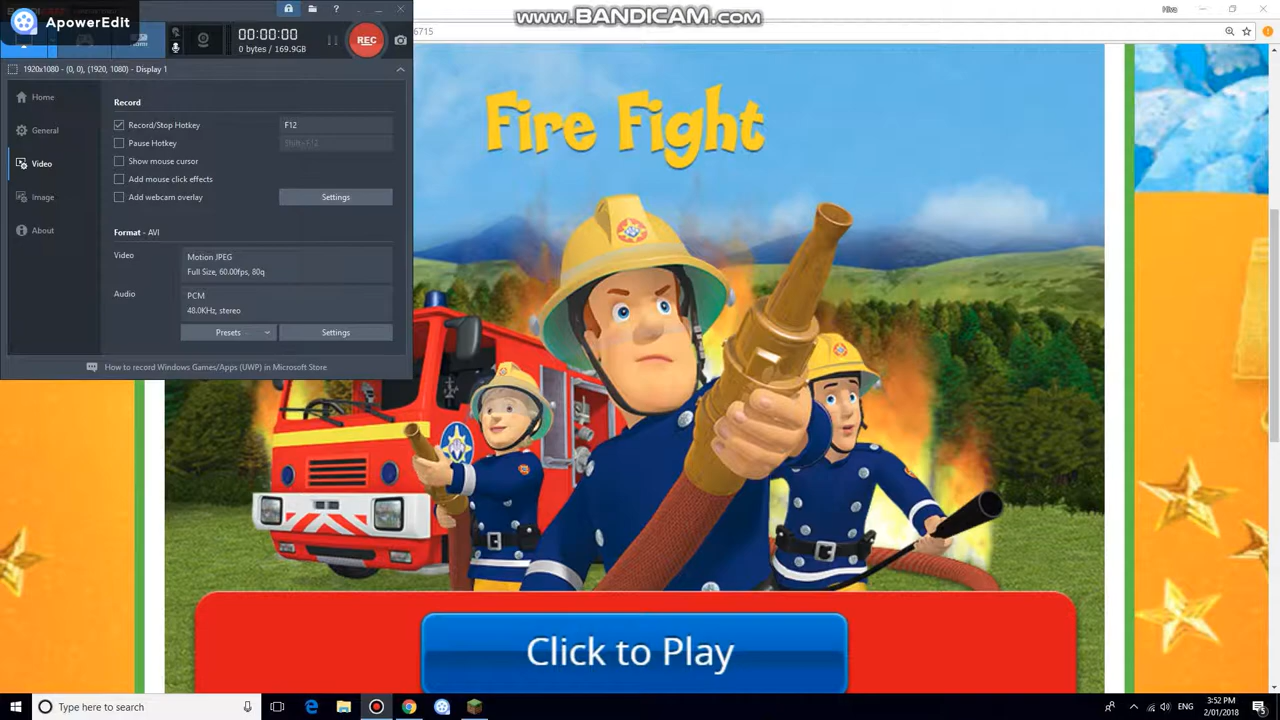 ApowerEdit
www.BANDICAM.com
00:00:00
0 bytes / 169.9GB
REC
1920x1080 - (0, 0), (1920, 1080) - Display 1
6715
Home
General
Video
Image
About
Record
Record/Stop Hotkey
F12
Pause Hotkey
Show mouse cursor
Add mouse click effects
Add webcam overlay
Settings
Format - AVI
Video
Motion JPEG
Full Size, 60.00fps, 80q
Audio
PCM
48.0KHz, stereo
Presets
Settings
How to record Windows Games/Apps (UWP) in Microsoft Store
Fire Fight
Click to Play
Type here to search
ENG
3:52 PM
2/01/2018